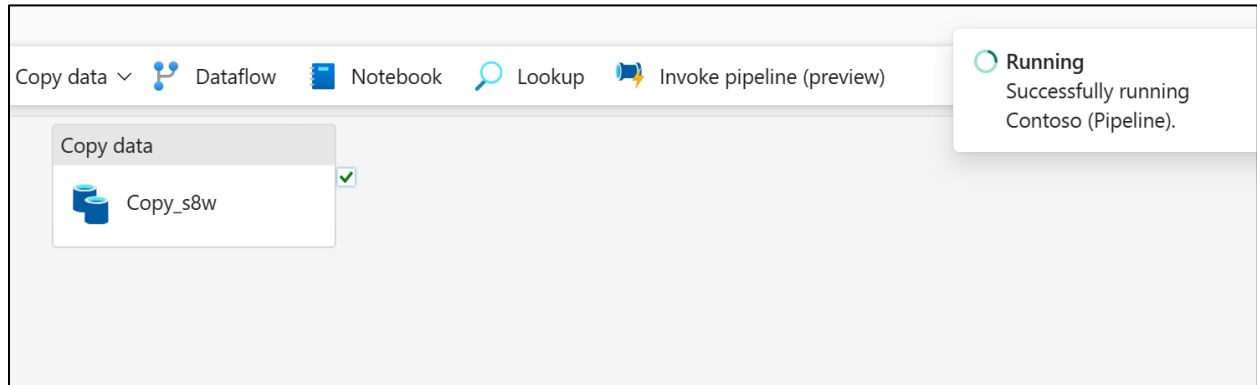 Copy data
Dataflow
Notebook
Lookup
Invoke pipeline (preview)
Running
Successfully running
Contoso (Pipeline).
Copy data
Copy_s8w